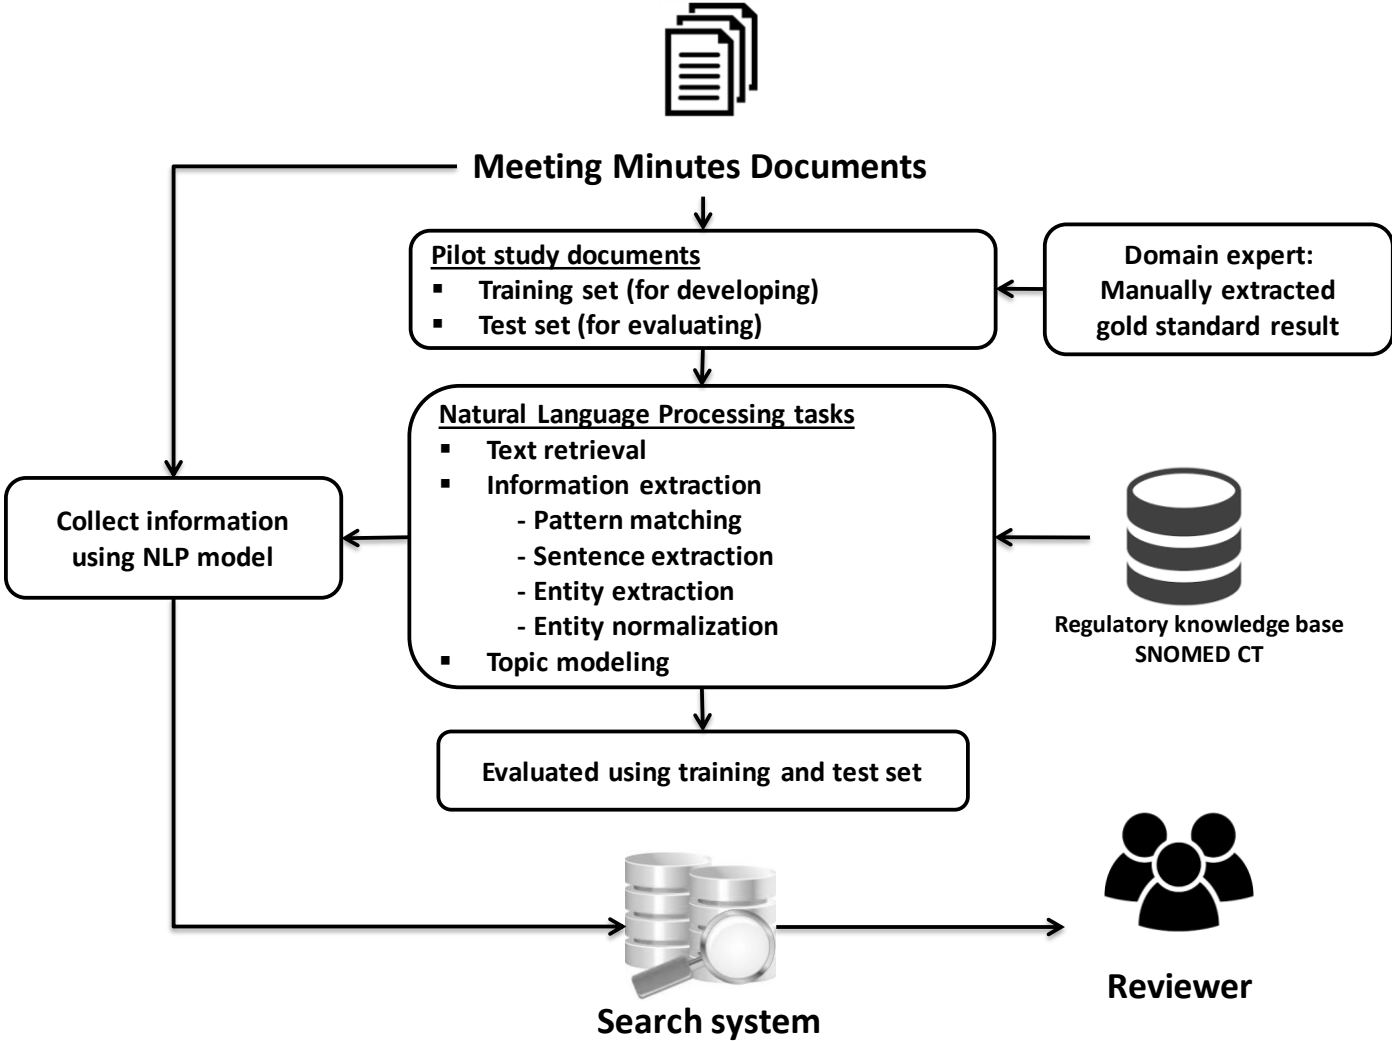 Meeting Minutes Documents
Pilot study documents
▪ Training set (for developing)
▪ Test set (for evaluating)
Domain expert:
Manually extracted
gold standard result
Natural Language Processing tasks
▪ Text retrieval
▪ Information extraction
- Pattern matching
- Sentence extraction
- Entity extraction
- Entity normalization
▪ Topic modeling
Collect information
using NLP model
Regulatory knowledge base
SNOMED CT
Evaluated using training and test set
Search system
Reviewer